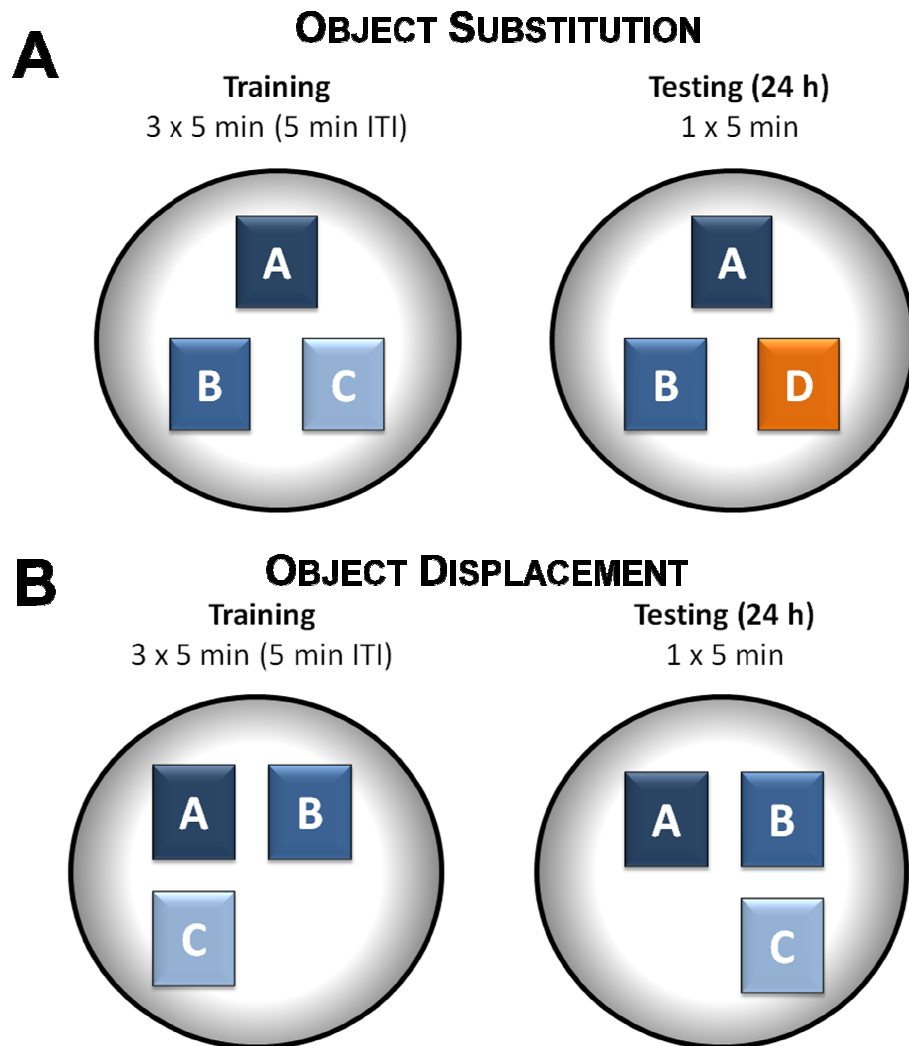 A
OBJECT SUBSTITUTION
Training
3 x 5 min (5 min ITI)
Testing (24 h)
1 x 5 min
A
B
C
A
B
D
B
OBJECT DISPLACEMENT
Training
3 x 5 min (5 min ITI)
Testing (24 h)
1 x 5 min
A
B
C
A
B
C